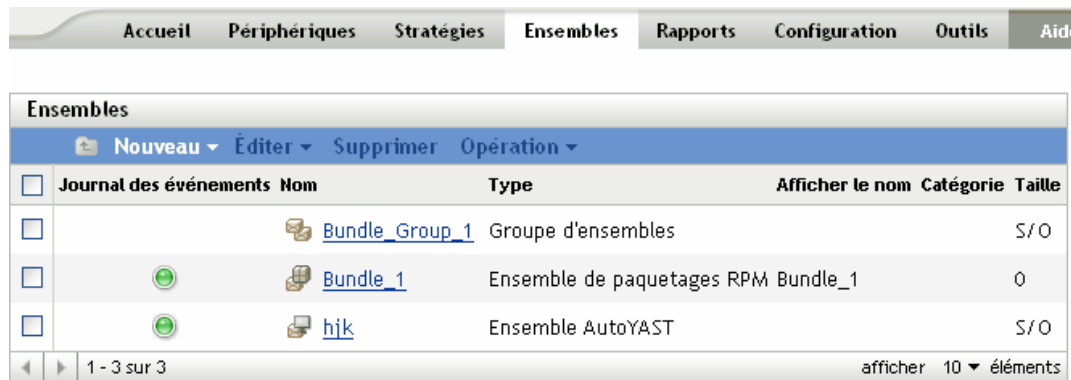 Accueil Périphériques Stratégies Ensembles Rapports Configuration Outils Aide
Ensembles
Nouveau Éditer Supprimer Opération
Journal des événements Nom Type Afficher le nom Catégorie Taille
Bundle_Group_1 Groupe d'ensembles S/O
Bundle_1 Ensemble de paquetages RPM Bundle_1 0
hjk Ensemble AutoYAST S/O
1 - 3 sur 3 afficher 10 éléments